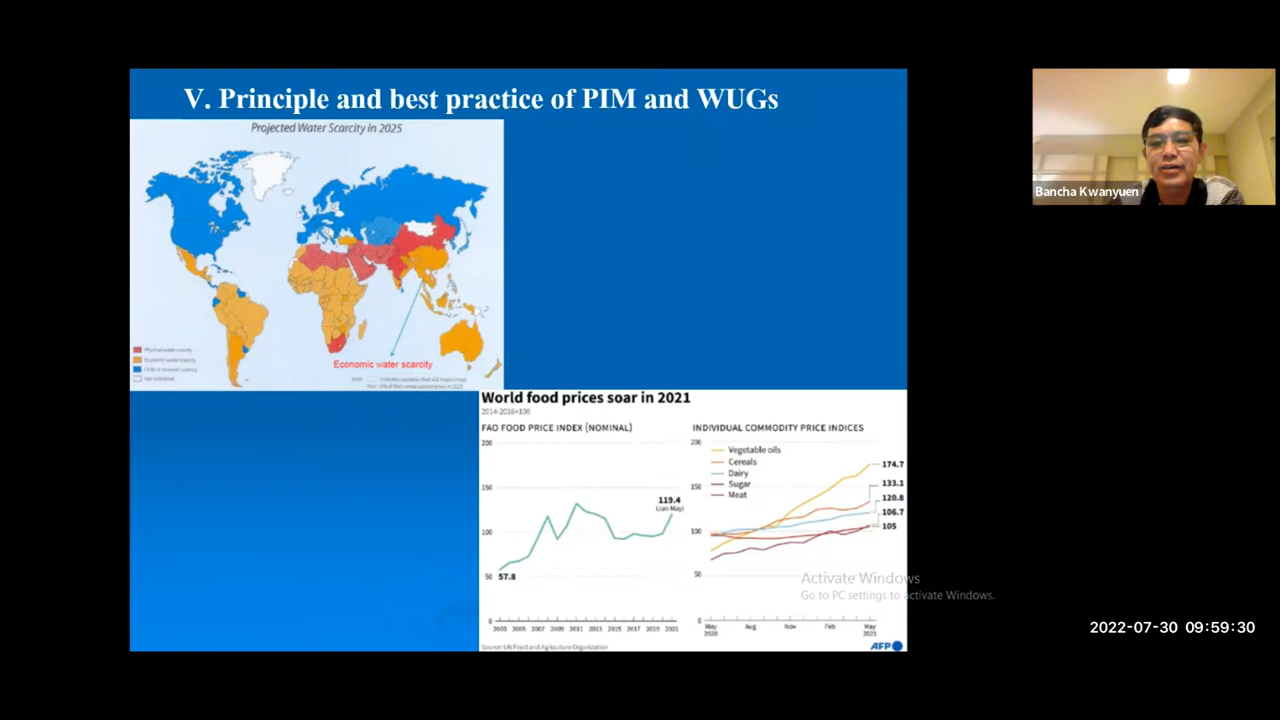 V. Principle and best practice of PIM and WUGs
Projected Water Scarcity in 2025
Physical water scarcity
Economic water scarcity
Little or no water scarcity
Not estimated
Economic water scarcity
Bancha Kwanyuen
World food prices soar in 2021
2014-2016=100
FAO FOOD PRICE INDEX (NOMINAL)
200
150
100
50
0
119.4
(Jan-May)
57.8
2003 2005 2007 2009 2011 2013 2015 2017 2019 2021
Source: UN Food and Agriculture Organization
INDIVIDUAL COMMODITY PRICE INDICES
200
150
100
50
0
Vegetable oils
Cereals
Dairy
Sugar
Meat
174.7
133.1
120.8
106.7
105
May Aug Nov Feb May
2020 2021
AFP
Activate Windows
Go to PC settings to activate Windows.
2022-07-30 09:59:30